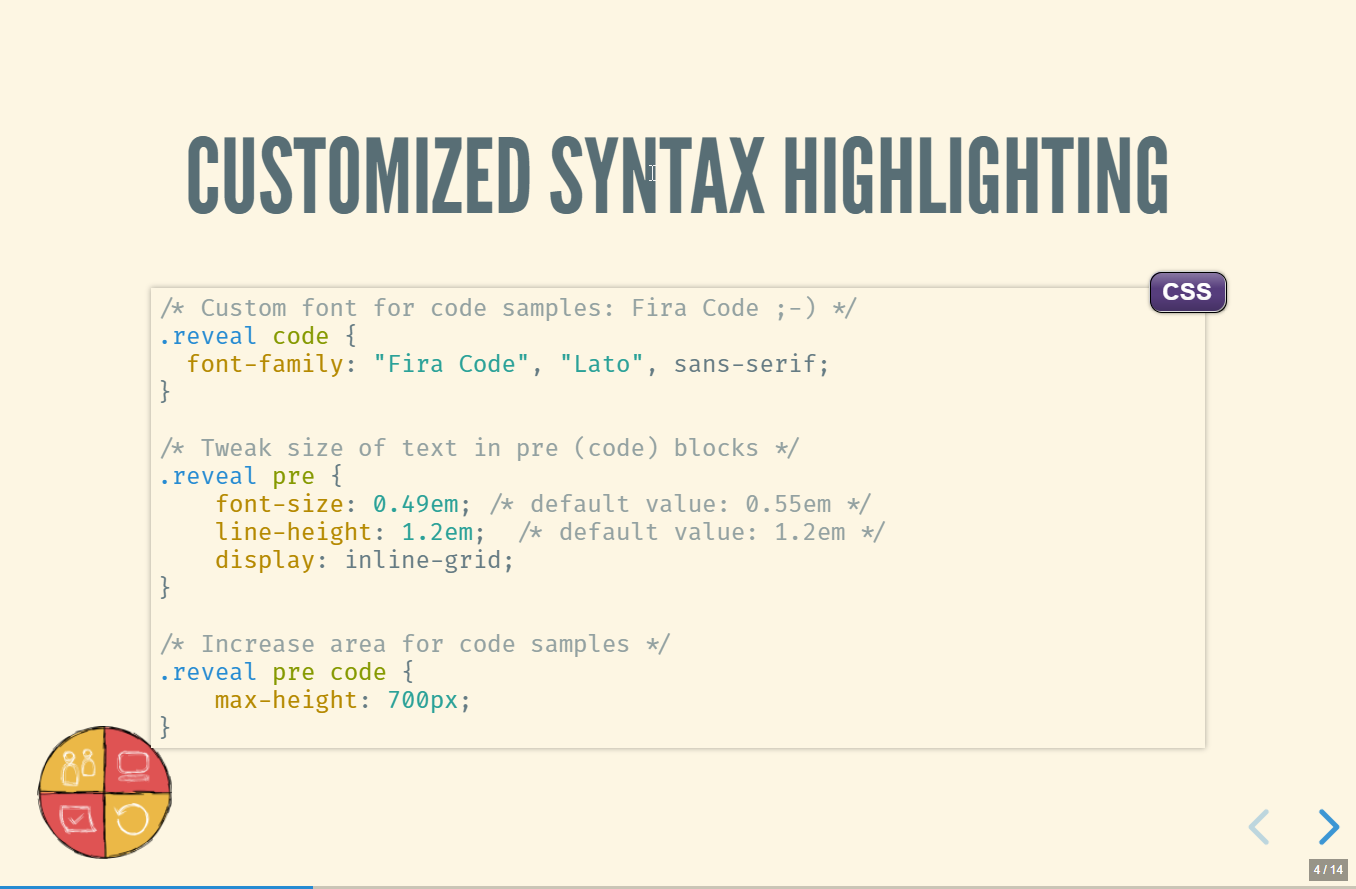 CUSTOMIZED SYNTAX HIGHLIGHTING
CSS
/* Custom font for code samples: Fira Code ;-) */
.reveal code {
  font-family: "Fira Code", "Lato", sans-serif;
}

/* Tweak size of text in pre (code) blocks */
.reveal pre {
    font-size: 0.49em; /* default value: 0.55em */
    line-height: 1.2em;  /* default value: 1.2em */
    display: inline-grid;
}

/* Increase area for code samples */
.reveal pre code {
    max-height: 700px;
}
4 / 14